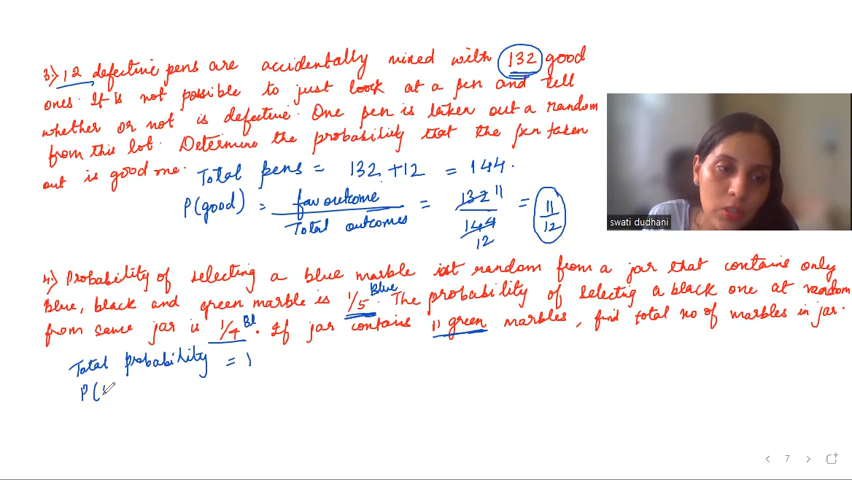 3:) 12 defective pens are accidentally mixed with 132 good
ones. It is not possible to just look at a pen and tell
whether or not is defective. One pen is taken out a random
from this lot. Determine the probability that the pen taken
out is good one.
Total pens = 132 + 12 = 144.
P(good) = fav outcome / Total outcomes = 132 11 / 144 12 = 11/12
swati dudhani
4:) Probability of selecting a blue marble at random from a jar that contains only
blue, black and green marble is 1/5 Blue. The probability of selecting a black one at random
from same jar is 1/4 Bl. If jar contains 11 green marbles, find total no of marbles in jar.
Total probability = 1
P(
7